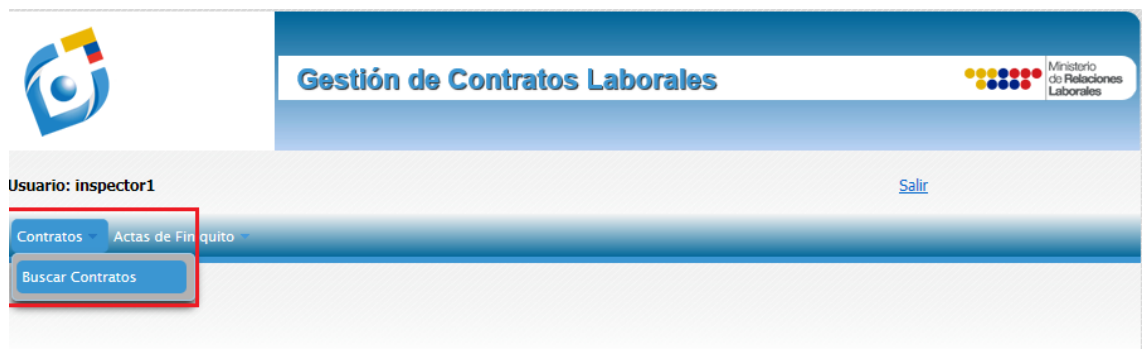 Gestión de Contratos Laborales
Ministerio
de Relaciones
Laborales
Usuario: inspector1
Salir
Contratos
Actas de Finiquito
Buscar Contratos